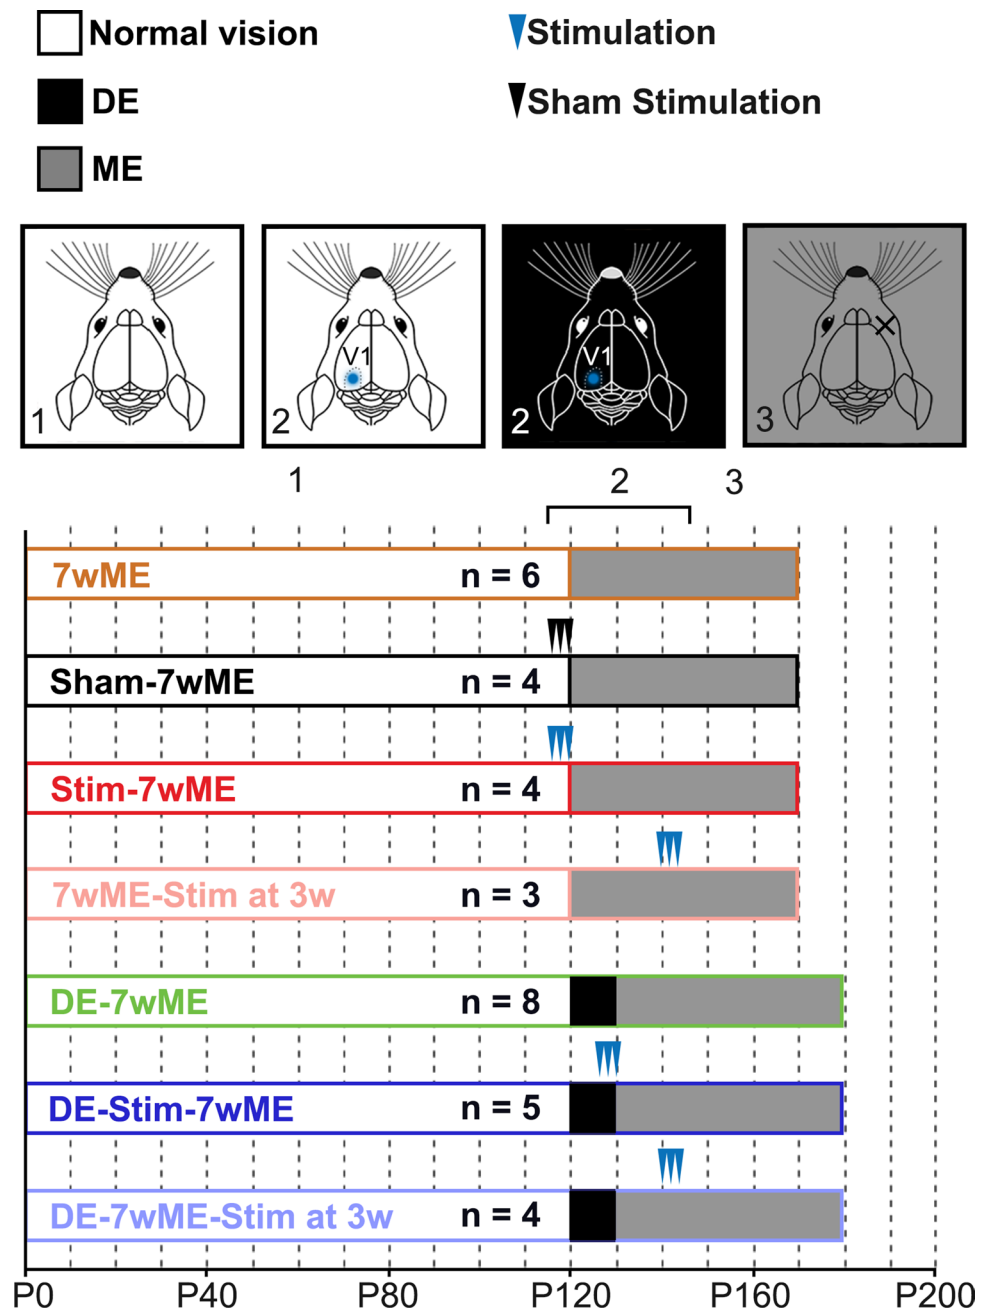 Normal vision
Stimulation
DE
Sham Stimulation
ME
V1
V1
1
2
2
3
1
2
3
7wME
n = 6
Sham-7wME
n = 4
Stim-7wME
n = 4
7wME-Stim at 3w
n = 3
DE-7wME
n = 8
DE-Stim-7wME
n = 5
DE-7wME-Stim at 3w
n = 4
P0
P40
P80
P120
P160
P200